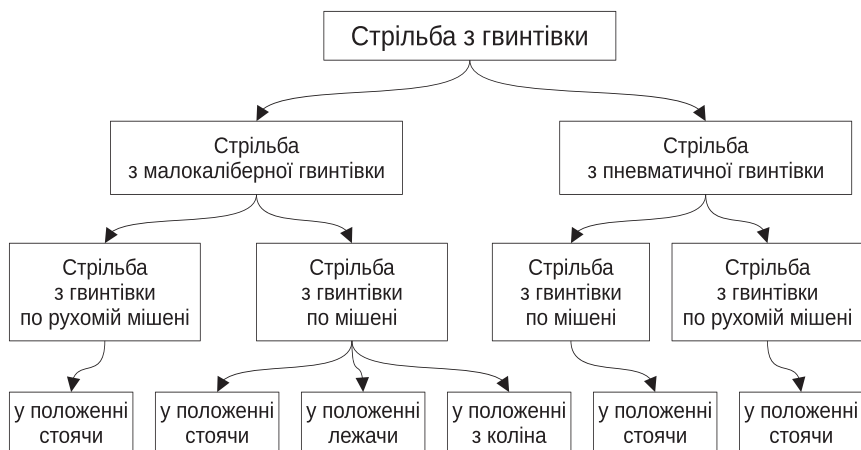 Стрільба з гвинтівки
Стрільба
з малокаліберної гвинтівки
Стрільба
з пневматичної гвинтівки
Стрільба
з гвинтівки
по рухомій мішені
Стрільба
з гвинтівки
по мішені
Стрільба
з гвинтівки
по мішені
Стрільба
з гвинтівки
по рухомій мішені
у положенні
стоячи
у положенні
стоячи
у положенні
лежачи
у положенні
з коліна
у положенні
стоячи
у положенні
стоячи